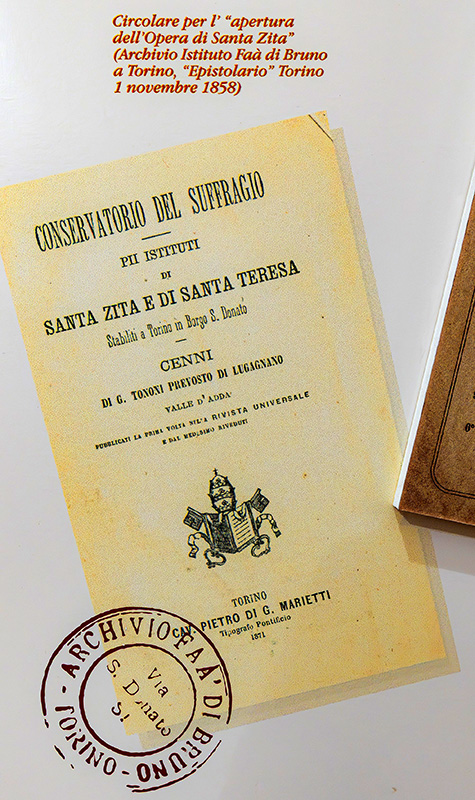 Circolare per l' "apertura
dell'Opera di Santa Zita"
(Archivio Istituto Faà di Bruno
a Torino, "Epistolario" Torino
1 novembre 1858)
CONSERVATORIO DEL SUFFRAGIO
PII ISTITUTI
DI
SANTA ZITA E DI SANTA TERESA
Stabiliti a Torino in Borgo S. Donato
CENNI
DI G. TONONI PREVOSTO DI LUGAGNANO
VALLE D'ADDA
PUBBLICATI LA PRIMA VOLTA NELLA RIVISTA UNIVERSALE
E DAL MEDESIMO RIVEDUTI
TORINO
CAV. PIETRO DI G. MARIETTI
Tipografo Pontificio
1871
ARCHIVIO FAA' DI BRUNO - TORINO -
Via
S. Donato
6°